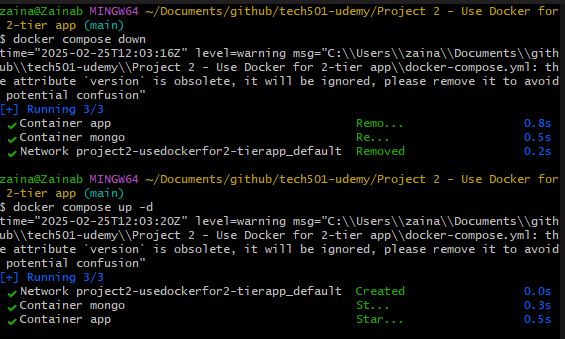 zaina@Zainab MINGW64 ~/Documents/github/tech501-udemy/Project 2 - Use Docker for
 2-tier app (main)
$ docker compose down
time="2025-02-25T12:03:16Z" level=warning msg="C:\\Users\\zaina\\Documents\\gith
ub\\tech501-udemy\\Project 2 - Use Docker for 2-tier app\\docker-compose.yml: th
e attribute `version` is obsolete, it will be ignored, please remove it to avoid
 potential confusion"
[+] Running 3/3
✔ Container app Remo... 0.8s
✔ Container mongo Re... 0.5s
✔ Network project2-usedockerfor2-tierapp_default Removed 0.2s
zaina@Zainab MINGW64 ~/Documents/github/tech501-udemy/Project 2 - Use Docker for
 2-tier app (main)
$ docker compose up -d
time="2025-02-25T12:03:20Z" level=warning msg="C:\\Users\\zaina\\Documents\\gith
ub\\tech501-udemy\\Project 2 - Use Docker for 2-tier app\\docker-compose.yml: th
e attribute `version` is obsolete, it will be ignored, please remove it to avoid
 potential confusion"
[+] Running 3/3
✔ Network project2-usedockerfor2-tierapp_default Created 0.0s
✔ Container mongo St... 0.3s
✔ Container app Star... 0.5s